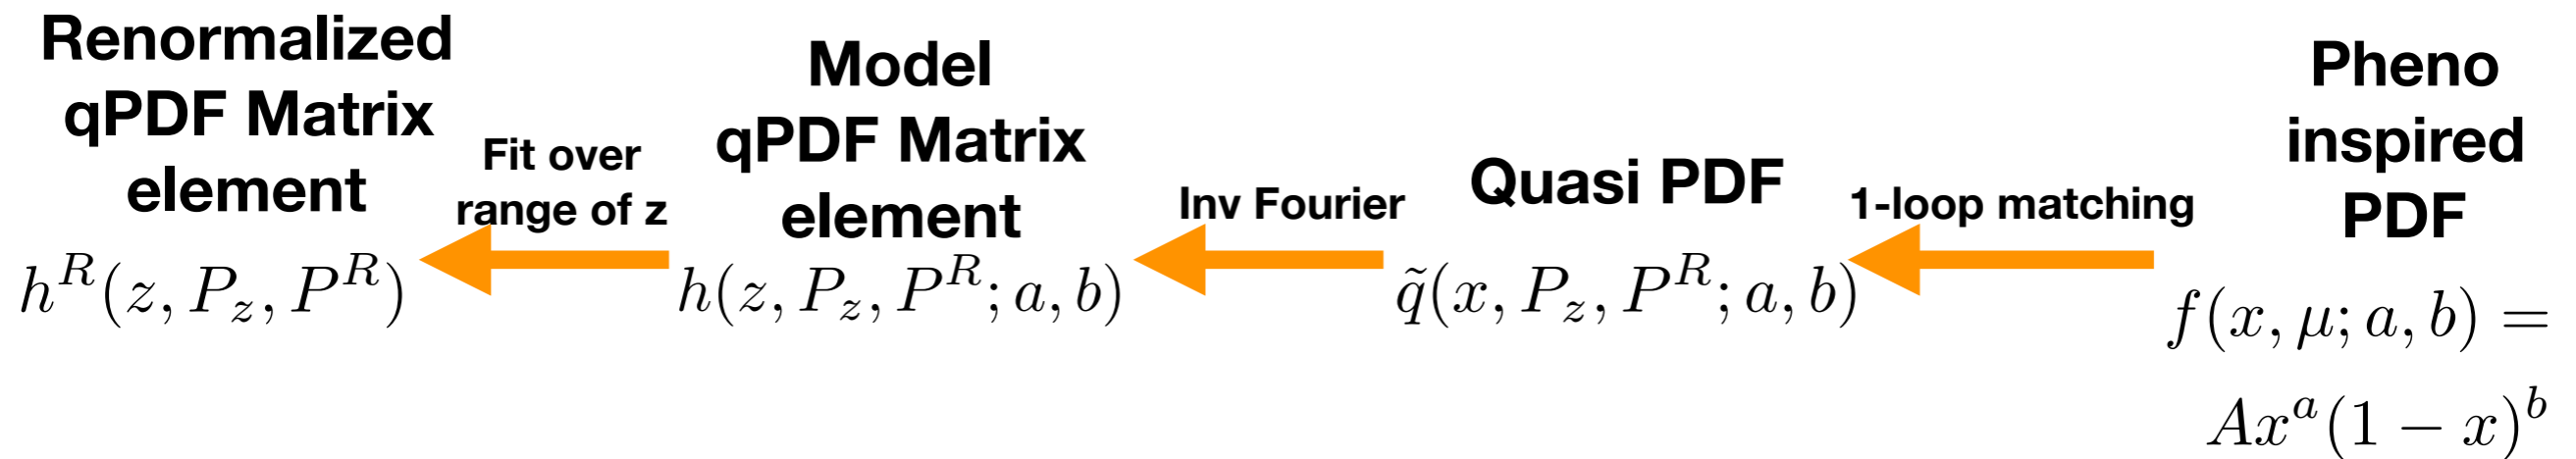 Renormalized
qPDF Matrix
element
h^R(z, P_z, P^R)
Fit over
range of z
Model
qPDF Matrix
element
h(z, P_z, P^R; a, b)
Inv Fourier
Quasi PDF
q̃(x, P_z, P^R; a, b)
1-loop matching
Pheno
inspired
PDF
f(x, μ; a, b) =
Ax^a(1 − x)^b